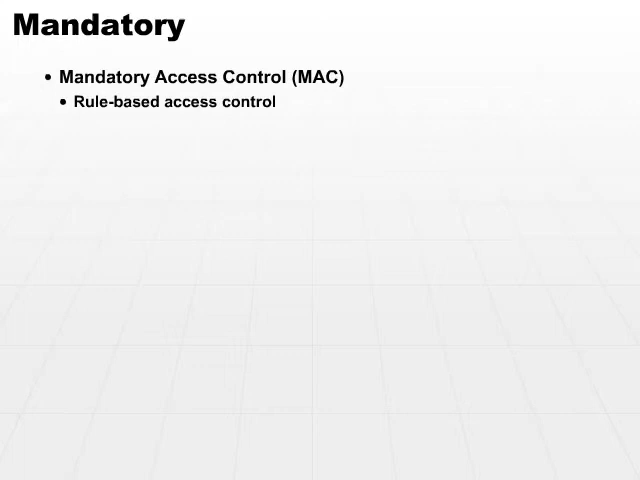 Mandatory
• Mandatory Access Control (MAC)
• Rule-based access control